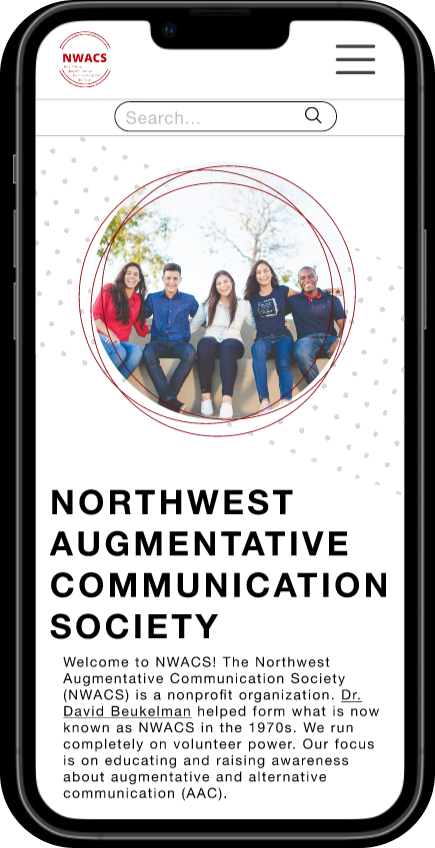 NWACS
Search...
NORTHWEST
AUGMENTATIVE
COMMUNICATION
SOCIETY
Welcome to NWACS! The Northwest
Augmentative Communication Society
(NWACS) is a nonprofit organization. Dr.
David Beukelman helped form what is now
known as NWACS in the 1970s. We run
completely on volunteer power. Our focus
is on educating and raising awareness
about augmentative and alternative
communication (AAC).